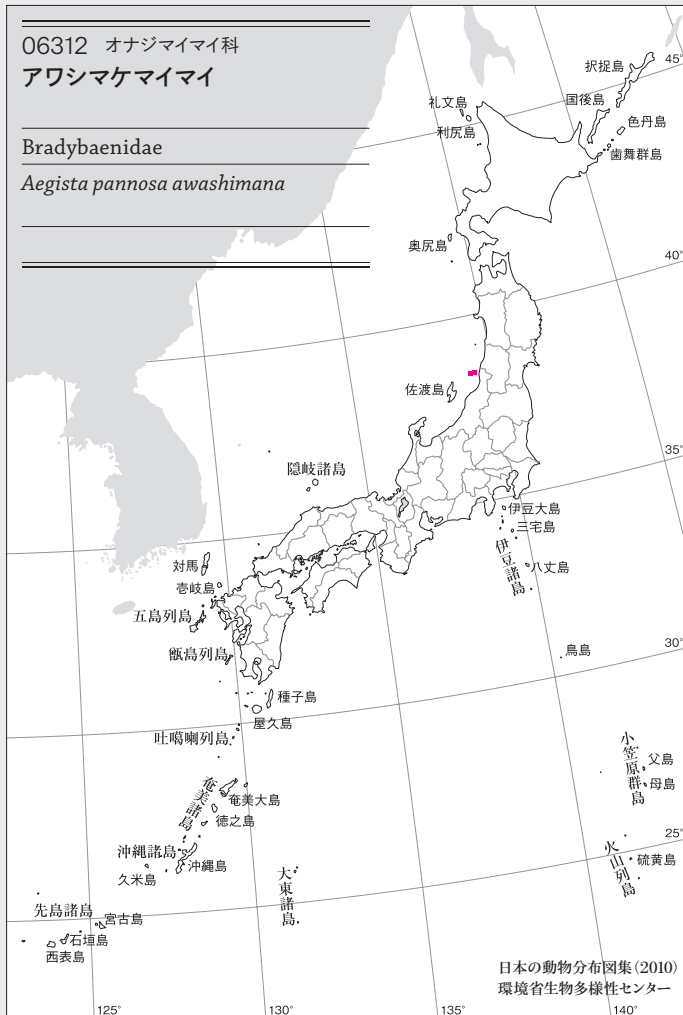 06312 オナジマイマイ科
アワシマケマイマイ
Bradybaenidae
Aegista pannosa awashimana
択捉島
45°
国後島
礼文島
色丹島
利尻島
歯舞群島
奥尻島
40°
佐渡島
35°
隠岐諸島
伊豆大島
三宅島
伊豆諸島
八丈島
対馬
壱岐島
五島列島
甑島列島
鳥島
30°
種子島
屋久島
吐噶喇列島
小笠原群島
父島
母島
奄美諸島
奄美大島
徳之島
25°
沖縄諸島
沖縄島
久米島
火山列島
硫黄島
大東諸島
先島諸島
宮古島
石垣島
西表島
日本の動物分布図集(2010)
環境省生物多様性センター
125°
130°
135°
140°